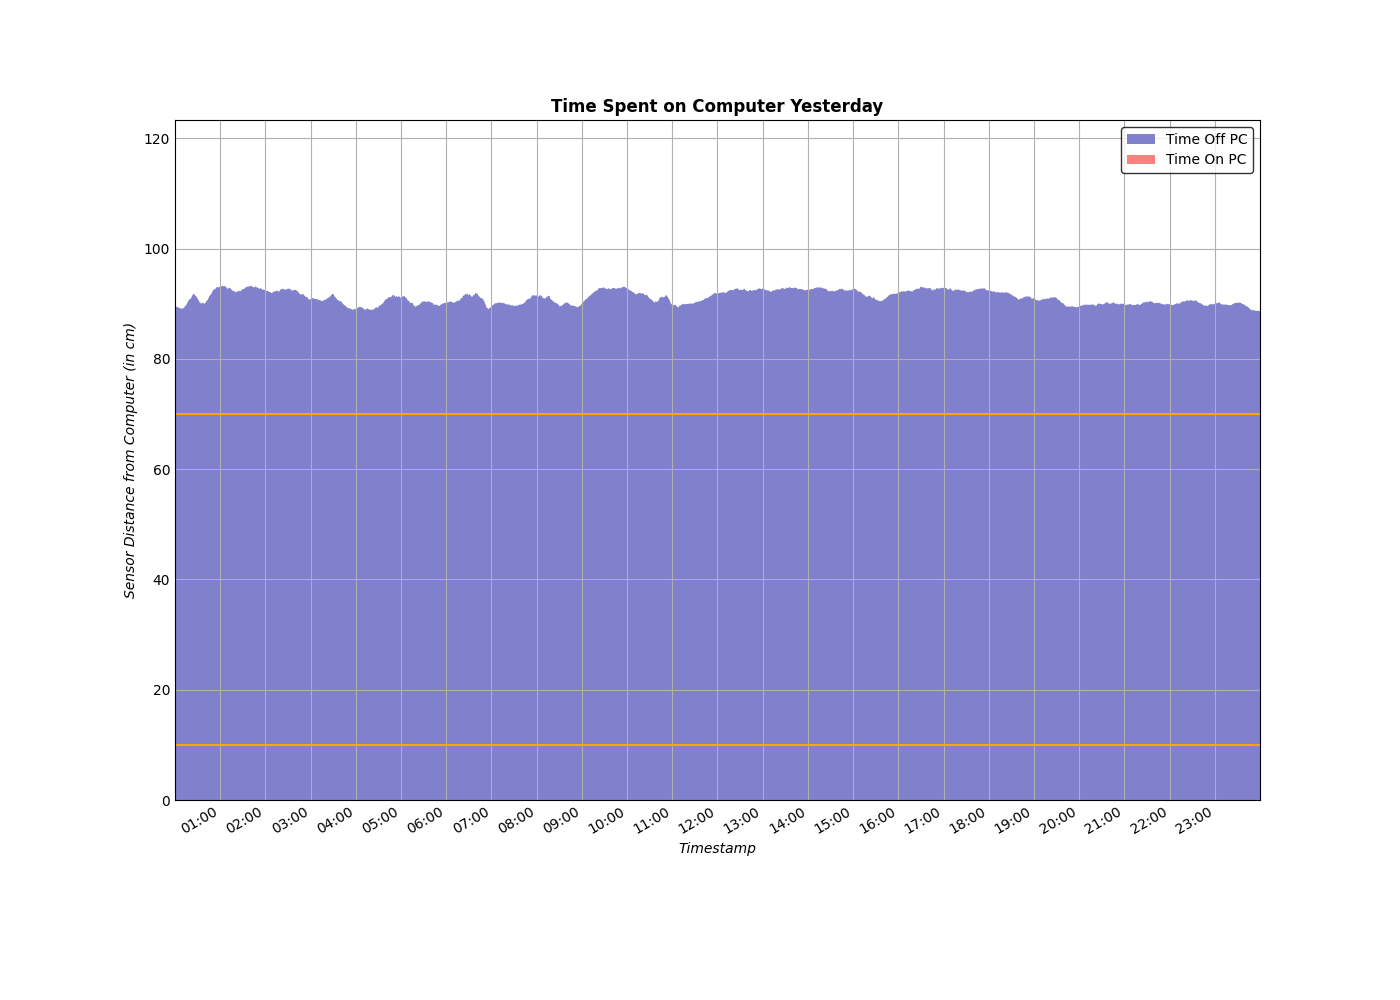 Time Spent on Computer Yesterday
Time Off PC
Time On PC
Sensor Distance from Computer (in cm)
120
100
80
60
40
20
0
01:00 02:00 03:00 04:00 05:00 06:00 07:00 08:00 09:00 10:00 11:00 12:00 13:00 14:00 15:00 16:00 17:00 18:00 19:00 20:00 21:00 22:00 23:00
Timestamp